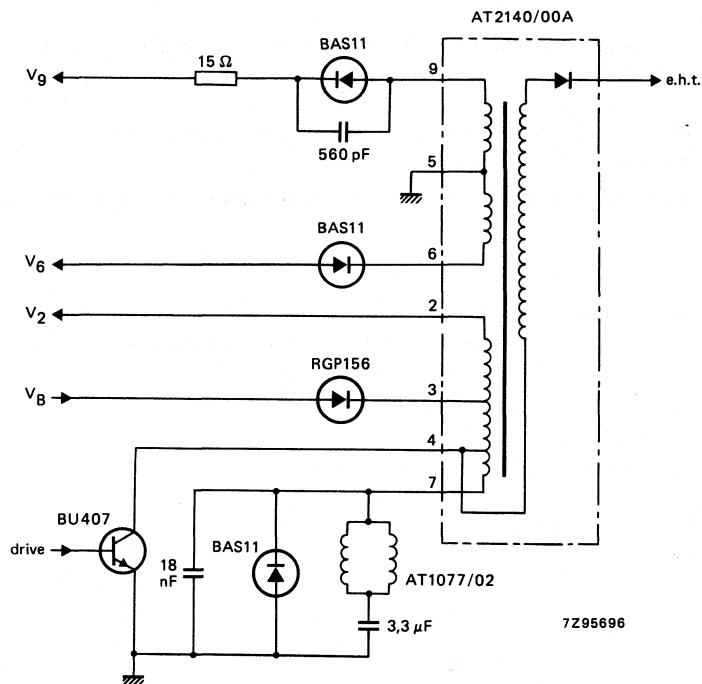 AT2140/00A
BAS11
15 Ω
V9
9
e.h.t.
560 pF
5
BAS11
V6
6
2
V2
RGP156
VB
3
4
7
BU407
drive
18
nF
BAS11
AT1077/02
3,3 µF
7Z95696